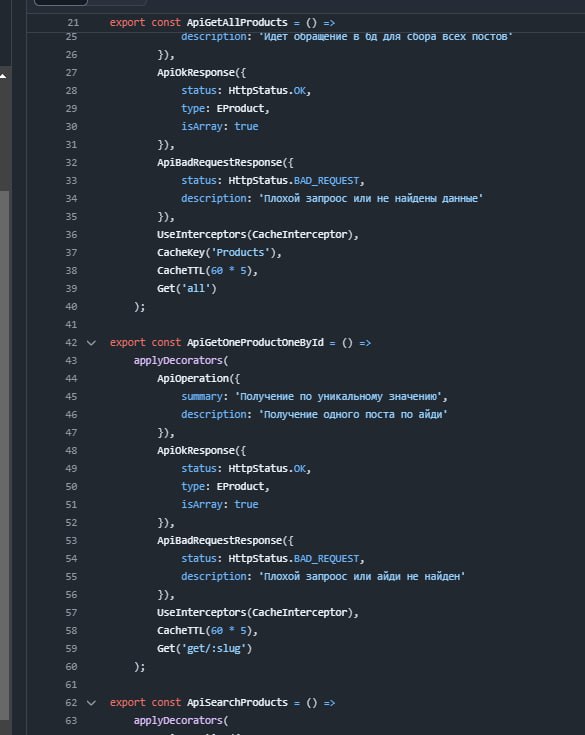 21 export const ApiGetAllProducts = () =>
25 description: 'Идет обращение в бд для сбора всех постов'
26 }),
27 ApiOkResponse({
28 status: HttpStatus.OK,
29 type: EProduct,
30 isArray: true
31 }),
32 ApiBadRequestResponse({
33 status: HttpStatus.BAD_REQUEST,
34 description: 'Плохой запроос или не найдены данные'
35 }),
36 UseInterceptors(CacheInterceptor),
37 CacheKey('Products'),
38 CacheTTL(60 * 5),
39 Get('all')
40 );
41
42 export const ApiGetOneProductOneById = () =>
43 applyDecorators(
44 ApiOperation({
45 summary: 'Получение по уникальному значению',
46 description: 'Получение одного поста по айди'
47 }),
48 ApiOkResponse({
49 status: HttpStatus.OK,
50 type: EProduct,
51 isArray: true
52 }),
53 ApiBadRequestResponse({
54 status: HttpStatus.BAD_REQUEST,
55 description: 'Плохой запроос или айди не найден'
56 }),
57 UseInterceptors(CacheInterceptor),
58 CacheTTL(60 * 5),
59 Get('get/:slug')
60 );
61
62 export const ApiSearchProducts = () =>
63 applyDecorators(